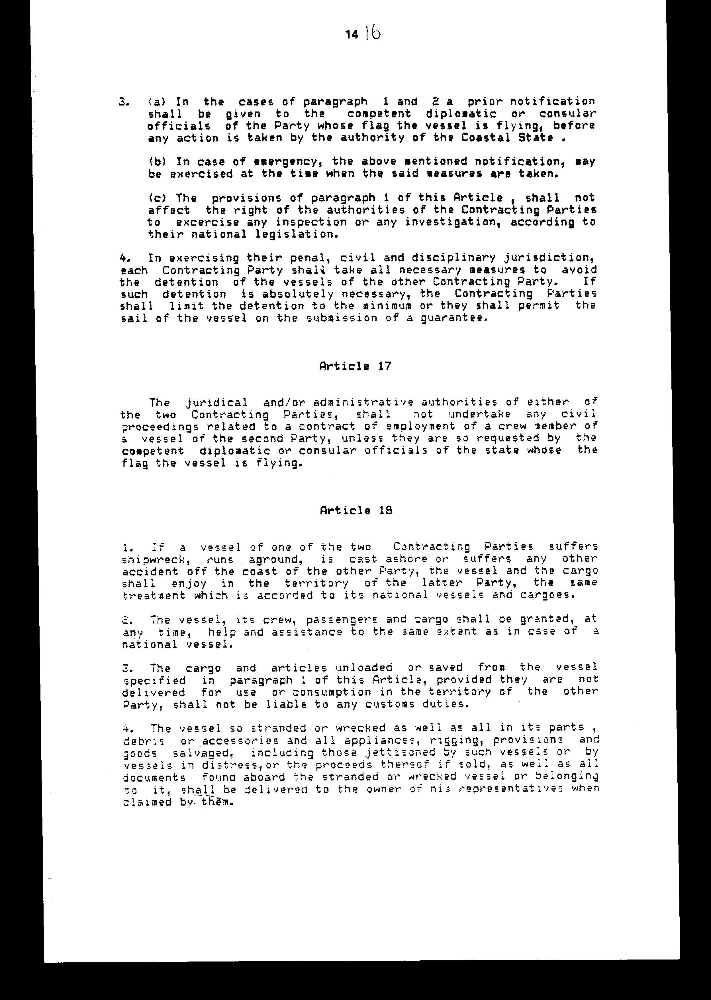 14 16
3. (a) In the cases of paragraph 1 and 2 a prior notification
shall be given to the competent diplomatic or consular
officials of the Party whose flag the vessel is flying, before
any action is taken by the authority of the Coastal State .
(b) In case of emergency, the above mentioned notification, may
be exercised at the time when the said measures are taken.
(c) The provisions of paragraph 1 of this Article , shall not
affect the right of the authorities of the Contracting Parties
to excercise any inspection or any investigation, according to
their national legislation.
4. In exercising their penal, civil and disciplinary jurisdiction,
each Contracting Party shall take all necessary measures to avoid
the detention of the vessels of the other Contracting Party. If
such detention is absolutely necessary, the Contracting Parties
shall limit the detention to the minimum or they shall permit the
sail of the vessel on the submission of a guarantee.
Article 17
The juridical and/or administrative authorities of either of
the two Contracting Parties, shall not undertake any civil
proceedings related to a contract of employment of a crew member of
a vessel of the second Party, unless they are so requested by the
competent diplomatic or consular officials of the state whose the
flag the vessel is flying.
Article 18
1. If a vessel of one of the two Contracting Parties suffers
shipwreck, runs aground, is cast ashore or suffers any other
accident off the coast of the other Party, the vessel and the cargo
shall enjoy in the territory of the latter Party, the same
treatment which is accorded to its national vessels and cargoes.
2. The vessel, its crew, passengers and cargo shall be granted, at
any time, help and assistance to the same extent as in case of a
national vessel.
3. The cargo and articles unloaded or saved from the vessel
specified in paragraph 1 of this Article, provided they are not
delivered for use or consumption in the territory of the other
Party, shall not be liable to any customs duties.
4. The vessel so stranded or wrecked as well as all in its parts ,
debris or accessories and all appliances, rigging, provisions and
goods salvaged, including those jettisoned by such vessels or by
vessels in distress,or the proceeds thereof if sold, as well as all
documents found aboard the stranded or wrecked vessel or belonging
to it, shall be delivered to the owner of his representatives when
claimed by them.